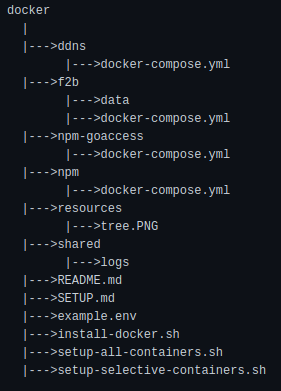 docker
  |
  |--->ddns
        |--->docker-compose.yml
  |--->f2b
        |--->data
        |--->docker-compose.yml
  |--->npm-goaccess
        |--->docker-compose.yml
  |--->npm
        |--->docker-compose.yml
  |--->resources
        |--->tree.PNG
  |--->shared
        |--->logs
  |--->README.md
  |--->SETUP.md
  |--->example.env
  |--->install-docker.sh
  |--->setup-all-containers.sh
  |--->setup-selective-containers.sh